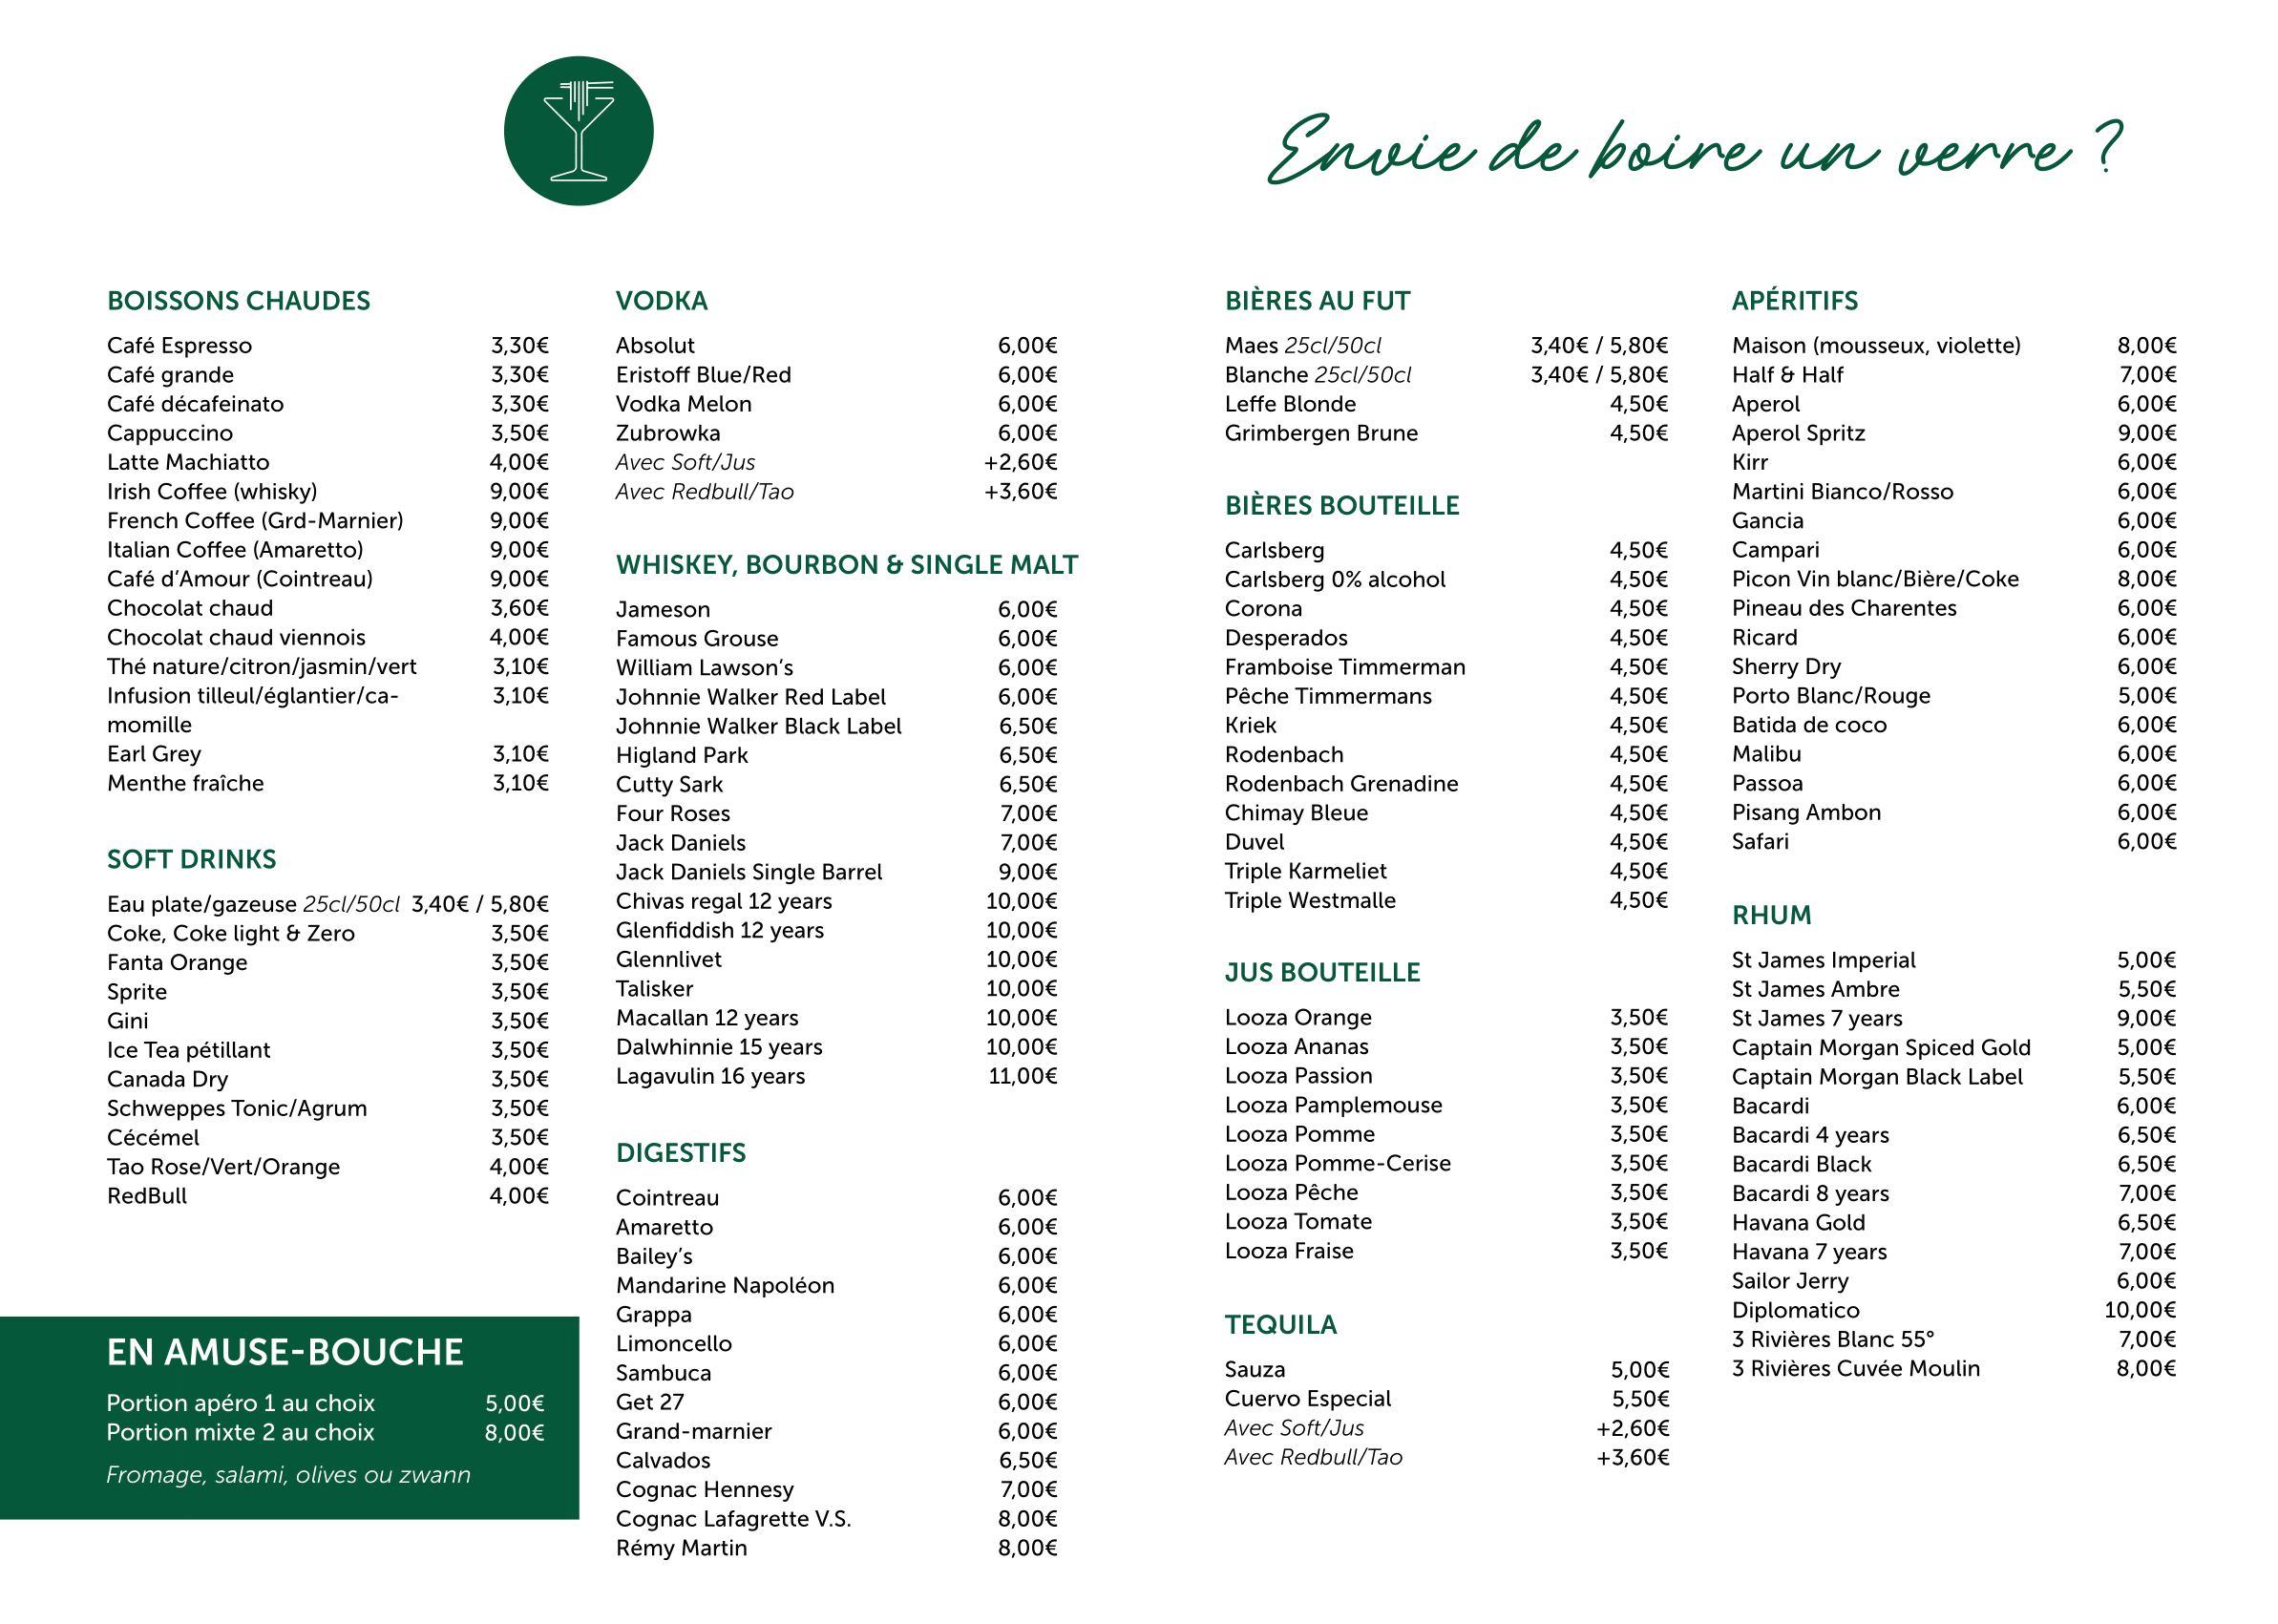 Envie de boire un verre ?
BOISSONS CHAUDES
Café Espresso 3,30€
Café grande 3,30€
Café décafeinato 3,30€
Cappuccino 3,50€
Latte Machiatto 4,00€
Irish Coffee (whisky) 9,00€
French Coffee (Grd-Marnier) 9,00€
Italian Coffee (Amaretto) 9,00€
Café d’Amour (Cointreau) 9,00€
Chocolat chaud 3,60€
Chocolat chaud viennois 4,00€
Thé nature/citron/jasmin/vert 3,10€
Infusion tilleul/églantier/ca- 3,10€
momille
Earl Grey 3,10€
Menthe fraîche 3,10€
SOFT DRINKS
Eau plate/gazeuse 25cl/50cl 3,40€ / 5,80€
Coke, Coke light & Zero 3,50€
Fanta Orange 3,50€
Sprite 3,50€
Gini 3,50€
Ice Tea pétillant 3,50€
Canada Dry 3,50€
Schweppes Tonic/Agrum 3,50€
Cécémel 3,50€
Tao Rose/Vert/Orange 4,00€
RedBull 4,00€
EN AMUSE-BOUCHE
Portion apéro 1 au choix 5,00€
Portion mixte 2 au choix 8,00€
Fromage, salami, olives ou zwann
VODKA
Absolut 6,00€
Eristoff Blue/Red 6,00€
Vodka Melon 6,00€
Zubrowka 6,00€
Avec Soft/Jus +2,60€
Avec Redbull/Tao +3,60€
WHISKEY, BOURBON & SINGLE MALT
Jameson 6,00€
Famous Grouse 6,00€
William Lawson’s 6,00€
Johnnie Walker Red Label 6,00€
Johnnie Walker Black Label 6,50€
Higland Park 6,50€
Cutty Sark 6,50€
Four Roses 7,00€
Jack Daniels 7,00€
Jack Daniels Single Barrel 9,00€
Chivas regal 12 years 10,00€
Glenfiddish 12 years 10,00€
Glennlivet 10,00€
Talisker 10,00€
Macallan 12 years 10,00€
Dalwhinnie 15 years 10,00€
Lagavulin 16 years 11,00€
DIGESTIFS
Cointreau 6,00€
Amaretto 6,00€
Bailey’s 6,00€
Mandarine Napoléon 6,00€
Grappa 6,00€
Limoncello 6,00€
Sambuca 6,00€
Get 27 6,00€
Grand-marnier 6,00€
Calvados 6,50€
Cognac Hennesy 7,00€
Cognac Lafagrette V.S. 8,00€
Rémy Martin 8,00€
BIÈRES AU FUT
Maes 25cl/50cl 3,40€ / 5,80€
Blanche 25cl/50cl 3,40€ / 5,80€
Leffe Blonde 4,50€
Grimbergen Brune 4,50€
BIÈRES BOUTEILLE
Carlsberg 4,50€
Carlsberg 0% alcohol 4,50€
Corona 4,50€
Desperados 4,50€
Framboise Timmerman 4,50€
Pêche Timmermans 4,50€
Kriek 4,50€
Rodenbach 4,50€
Rodenbach Grenadine 4,50€
Chimay Bleue 4,50€
Duvel 4,50€
Triple Karmeliet 4,50€
Triple Westmalle 4,50€
JUS BOUTEILLE
Looza Orange 3,50€
Looza Ananas 3,50€
Looza Passion 3,50€
Looza Pamplemouse 3,50€
Looza Pomme 3,50€
Looza Pomme-Cerise 3,50€
Looza Pêche 3,50€
Looza Tomate 3,50€
Looza Fraise 3,50€
TEQUILA
Sauza 5,00€
Cuervo Especial 5,50€
Avec Soft/Jus +2,60€
Avec Redbull/Tao +3,60€
APÉRITIFS
Maison (mousseux, violette) 8,00€
Half & Half 7,00€
Aperol 6,00€
Aperol Spritz 9,00€
Kirr 6,00€
Martini Bianco/Rosso 6,00€
Gancia 6,00€
Campari 6,00€
Picon Vin blanc/Bière/Coke 8,00€
Pineau des Charentes 6,00€
Ricard 6,00€
Sherry Dry 6,00€
Porto Blanc/Rouge 5,00€
Batida de coco 6,00€
Malibu 6,00€
Passoa 6,00€
Pisang Ambon 6,00€
Safari 6,00€
RHUM
St James Imperial 5,00€
St James Ambre 5,50€
St James 7 years 9,00€
Captain Morgan Spiced Gold 5,00€
Captain Morgan Black Label 5,50€
Bacardi 6,00€
Bacardi 4 years 6,50€
Bacardi Black 6,50€
Bacardi 8 years 7,00€
Havana Gold 6,50€
Havana 7 years 7,00€
Sailor Jerry 6,00€
Diplomatico 10,00€
3 Rivières Blanc 55° 7,00€
3 Rivières Cuvée Moulin 8,00€